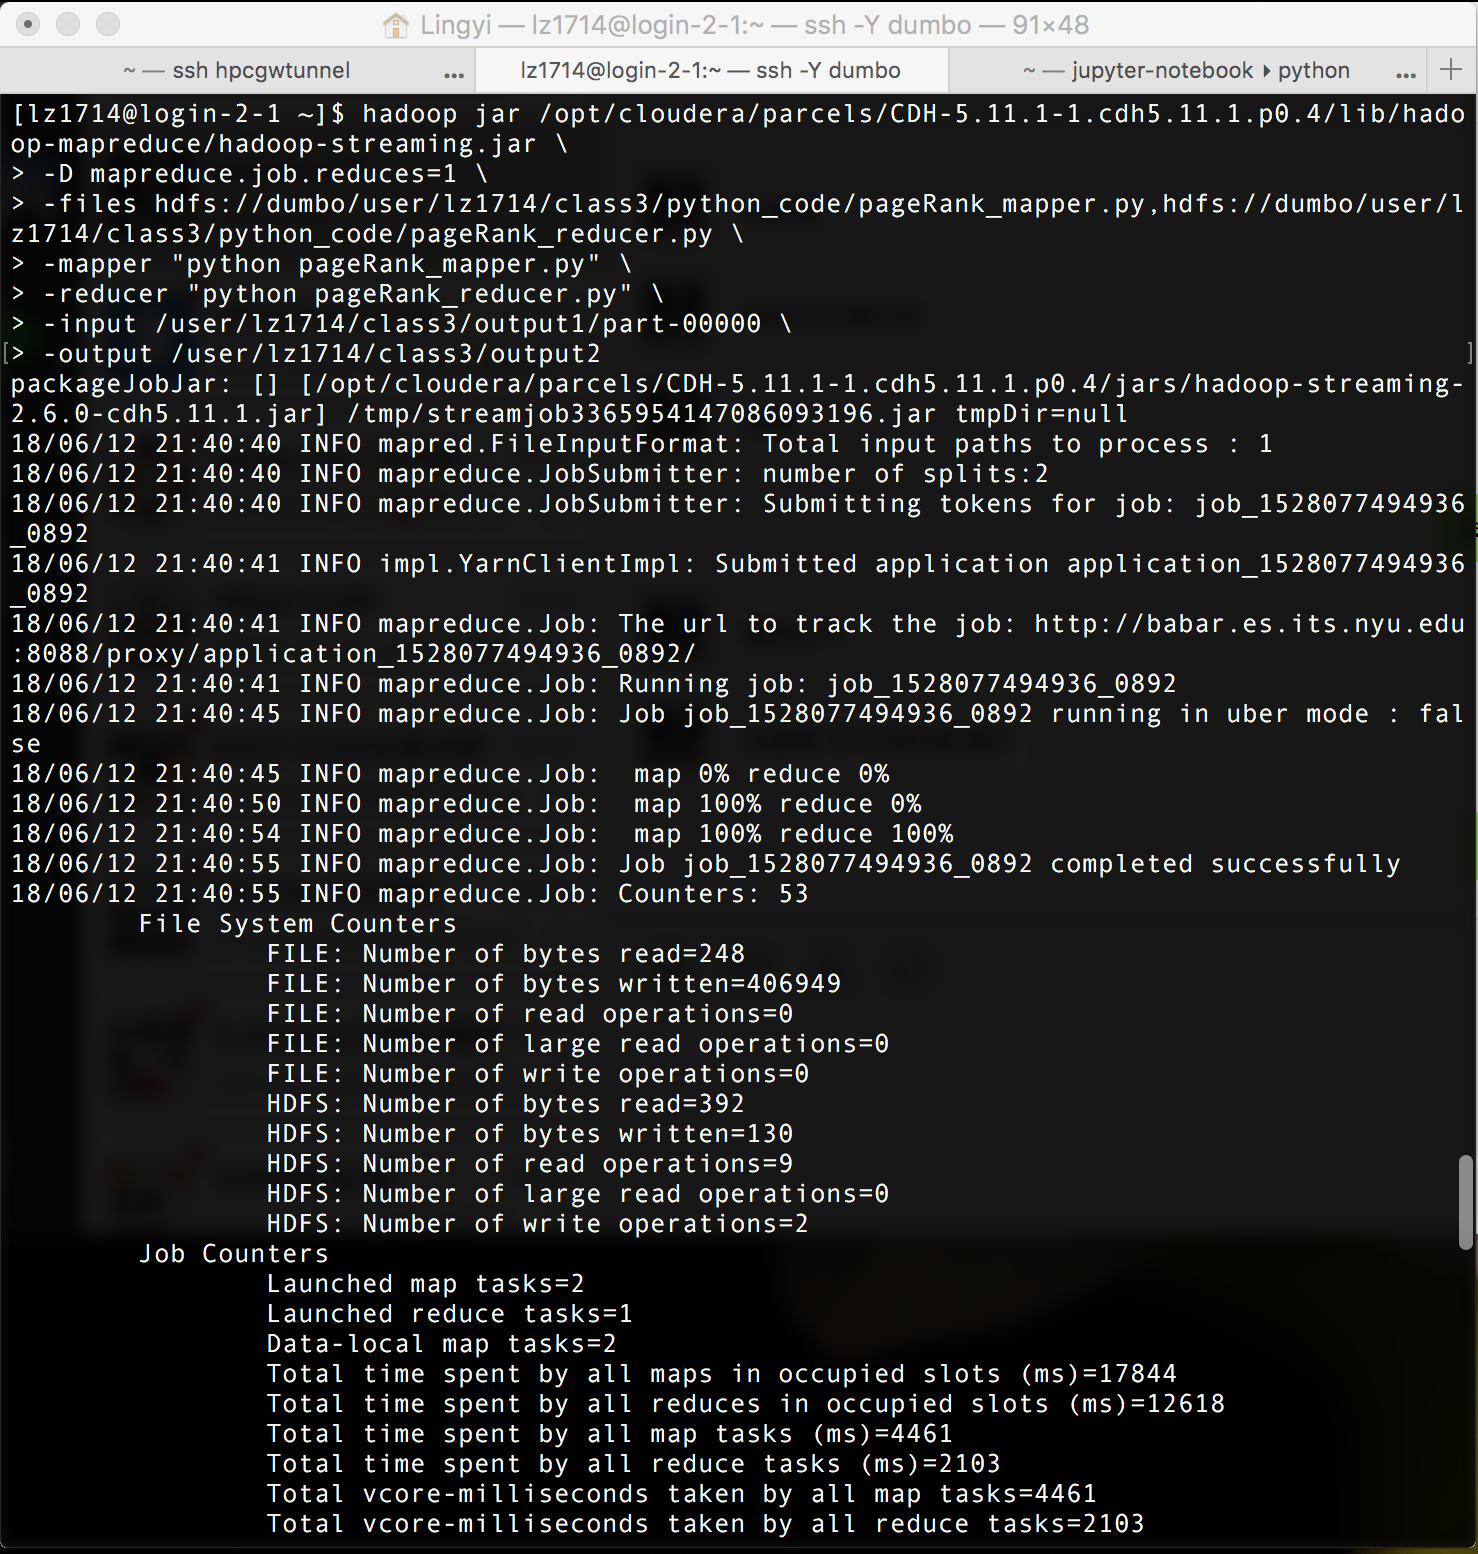 Lingyi — lz1714@login-2-1:~ — ssh -Y dumbo — 91×48
~ — ssh hpcgwtunnel ... lz1714@login-2-1:~ — ssh -Y dumbo ~ — jupyter-notebook ▸ python ... +
[lz1714@login-2-1 ~]$ hadoop jar /opt/cloudera/parcels/CDH-5.11.1-1.cdh5.11.1.p0.4/lib/hado
op-mapreduce/hadoop-streaming.jar \
> -D mapreduce.job.reduces=1 \
> -files hdfs://dumbo/user/lz1714/class3/python_code/pageRank_mapper.py,hdfs://dumbo/user/l
z1714/class3/python_code/pageRank_reducer.py \
> -mapper "python pageRank_mapper.py" \
> -reducer "python pageRank_reducer.py" \
> -input /user/lz1714/class3/output1/part-00000 \
[> -output /user/lz1714/class3/output2 ]
packageJobJar: [] [/opt/cloudera/parcels/CDH-5.11.1-1.cdh5.11.1.p0.4/jars/hadoop-streaming-
2.6.0-cdh5.11.1.jar] /tmp/streamjob3365954147086093196.jar tmpDir=null
18/06/12 21:40:40 INFO mapred.FileInputFormat: Total input paths to process : 1
18/06/12 21:40:40 INFO mapreduce.JobSubmitter: number of splits:2
18/06/12 21:40:40 INFO mapreduce.JobSubmitter: Submitting tokens for job: job_1528077494936
_0892
18/06/12 21:40:41 INFO impl.YarnClientImpl: Submitted application application_1528077494936
_0892
18/06/12 21:40:41 INFO mapreduce.Job: The url to track the job: http://babar.es.its.nyu.edu
:8088/proxy/application_1528077494936_0892/
18/06/12 21:40:41 INFO mapreduce.Job: Running job: job_1528077494936_0892
18/06/12 21:40:45 INFO mapreduce.Job: Job job_1528077494936_0892 running in uber mode : fal
se
18/06/12 21:40:45 INFO mapreduce.Job:  map 0% reduce 0%
18/06/12 21:40:50 INFO mapreduce.Job:  map 100% reduce 0%
18/06/12 21:40:54 INFO mapreduce.Job:  map 100% reduce 100%
18/06/12 21:40:55 INFO mapreduce.Job: Job job_1528077494936_0892 completed successfully
18/06/12 21:40:55 INFO mapreduce.Job: Counters: 53
File System Counters
FILE: Number of bytes read=248
FILE: Number of bytes written=406949
FILE: Number of read operations=0
FILE: Number of large read operations=0
FILE: Number of write operations=0
HDFS: Number of bytes read=392
HDFS: Number of bytes written=130
HDFS: Number of read operations=9
HDFS: Number of large read operations=0
HDFS: Number of write operations=2
Job Counters
Launched map tasks=2
Launched reduce tasks=1
Data-local map tasks=2
Total time spent by all maps in occupied slots (ms)=17844
Total time spent by all reduces in occupied slots (ms)=12618
Total time spent by all map tasks (ms)=4461
Total time spent by all reduce tasks (ms)=2103
Total vcore-milliseconds taken by all map tasks=4461
Total vcore-milliseconds taken by all reduce tasks=2103